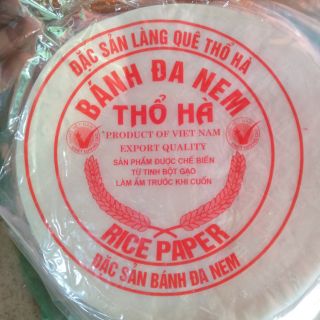 ĐẶC SẢN LÀNG QUÊ THỔ HÀ
BÁNH ĐA NEM
THỔ HÀ
PRODUCT OF VIET NAM
EXPORT QUALITY
SẢN PHẨM ĐƯỢC CHẾ BIẾN
TỪ TINH BỘT GẠO
LÀM ẨM TRƯỚC KHI CUỐN
RICE PAPER
ĐẶC SẢN BÁNH ĐA NEM